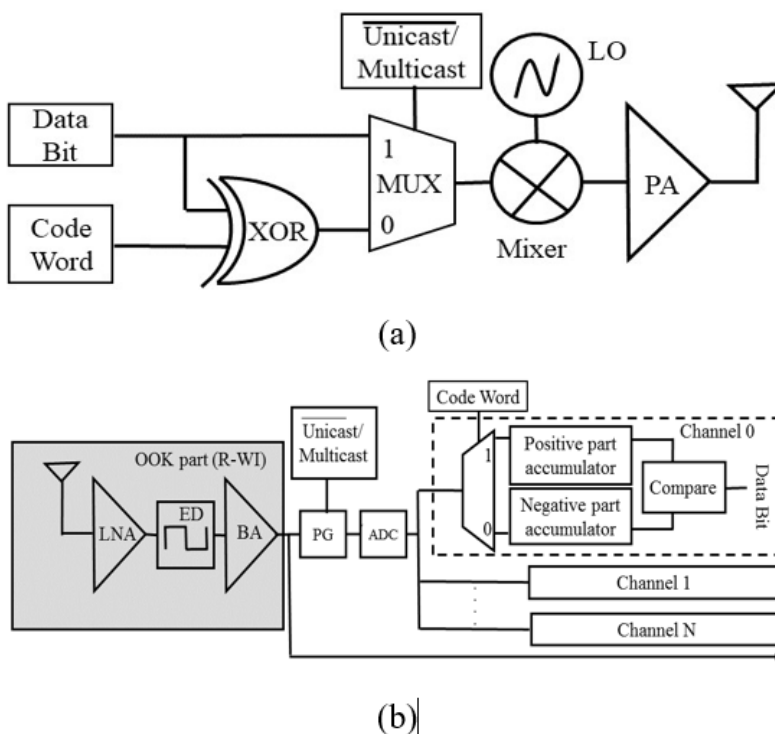 Unicast/
Multicast
LO
Data
Bit
1
MUX
0
Code
Word
XOR
Mixer
PA
(a)
Code Word
Unicast/
Multicast
OOK part (R-WI)
LNA
ED
BA
PG
ADC
1
0
Positive part
accumulator
Negative part
accumulator
Channel 0
Compare
Data Bit
Channel 1
Channel N
(b)